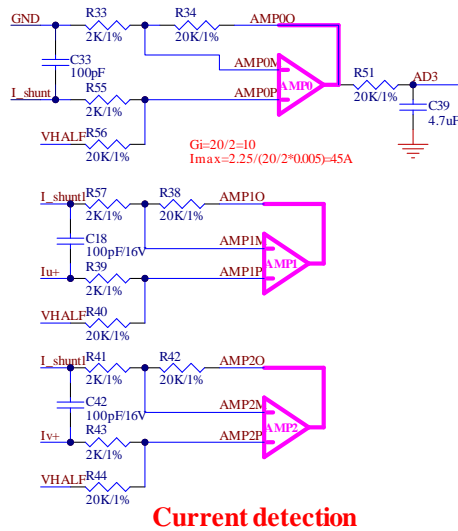 GND R33 R34 AMP0O
2K/1% 20K/1%
C33
100pF
AMP0M
AMP0
R51 AD3
I_shunt R55 AMP0P
2K/1%
20K/1% C39
4.7uF
VHALF R56
20K/1%
Gi=20/2=10
Imax=2.25/(20/2*0.005)=45A
I_shunt1 R57 R38 AMP1O
2K/1% 20K/1%
C18
100pF/16V
AMP1M
AMP1
Iu+ R39 AMP1P
2K/1%
VHALF R40
20K/1%
I_shunt1 R41 R42 AMP2O
2K/1% 20K/1%
C42
100pF/16V
AMP2M
AMP2
Iv+ R43 AMP2P
2K/1%
VHALF R44
20K/1%
Current detection